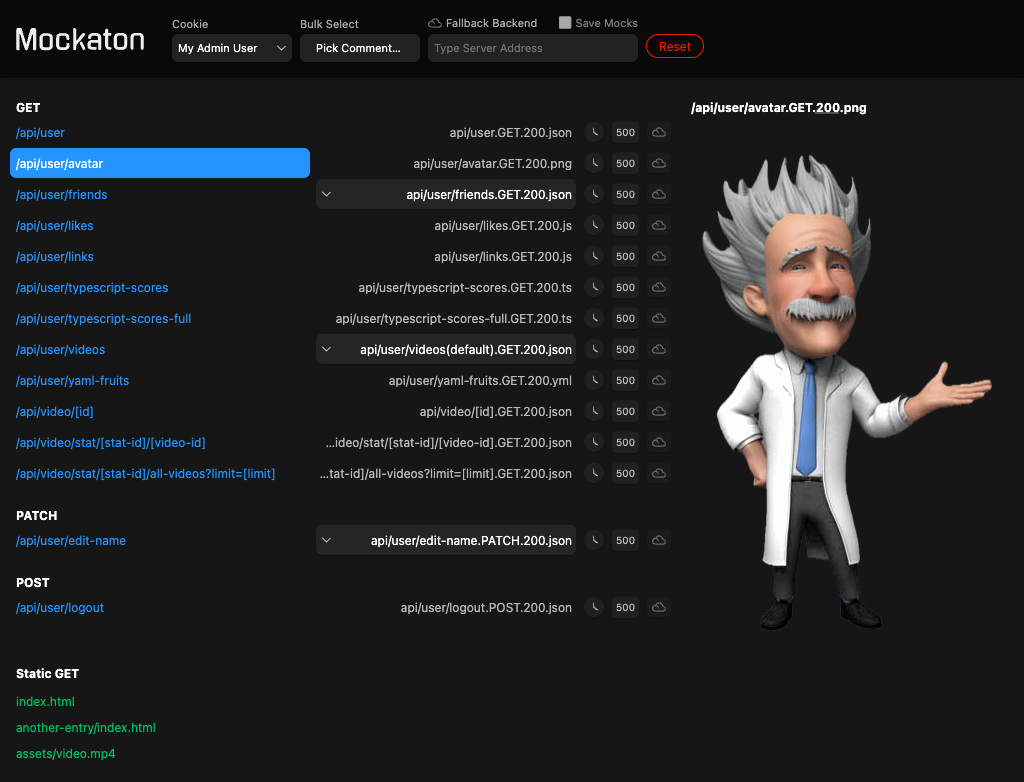 Mockaton
Cookie
My Admin User
Bulk Select
Pick Comment...
Fallback Backend
Save Mocks
Type Server Address
Reset
GET
/api/user api/user.GET.200.json 500
/api/user/avatar api/user/avatar.GET.200.png 500
/api/user/friends api/user/friends.GET.200.json 500
/api/user/likes api/user/likes.GET.200.js 500
/api/user/links api/user/links.GET.200.js 500
/api/user/typescript-scores api/user/typescript-scores.GET.200.ts 500
/api/user/typescript-scores-full api/user/typescript-scores-full.GET.200.ts 500
/api/user/videos api/user/videos(default).GET.200.json 500
/api/user/yaml-fruits api/user/yaml-fruits.GET.200.yml 500
/api/video/[id] api/video/[id].GET.200.json 500
/api/video/stat/[stat-id]/[video-id] ...ideo/stat/[stat-id]/[video-id].GET.200.json 500
/api/video/stat/[stat-id]/all-videos?limit=[limit] ...tat-id]/all-videos?limit=[limit].GET.200.json 500
PATCH
/api/user/edit-name api/user/edit-name.PATCH.200.json 500
POST
/api/user/logout api/user/logout.POST.200.json 500
Static GET
index.html
another-entry/index.html
assets/video.mp4
/api/user/avatar.GET.200.png